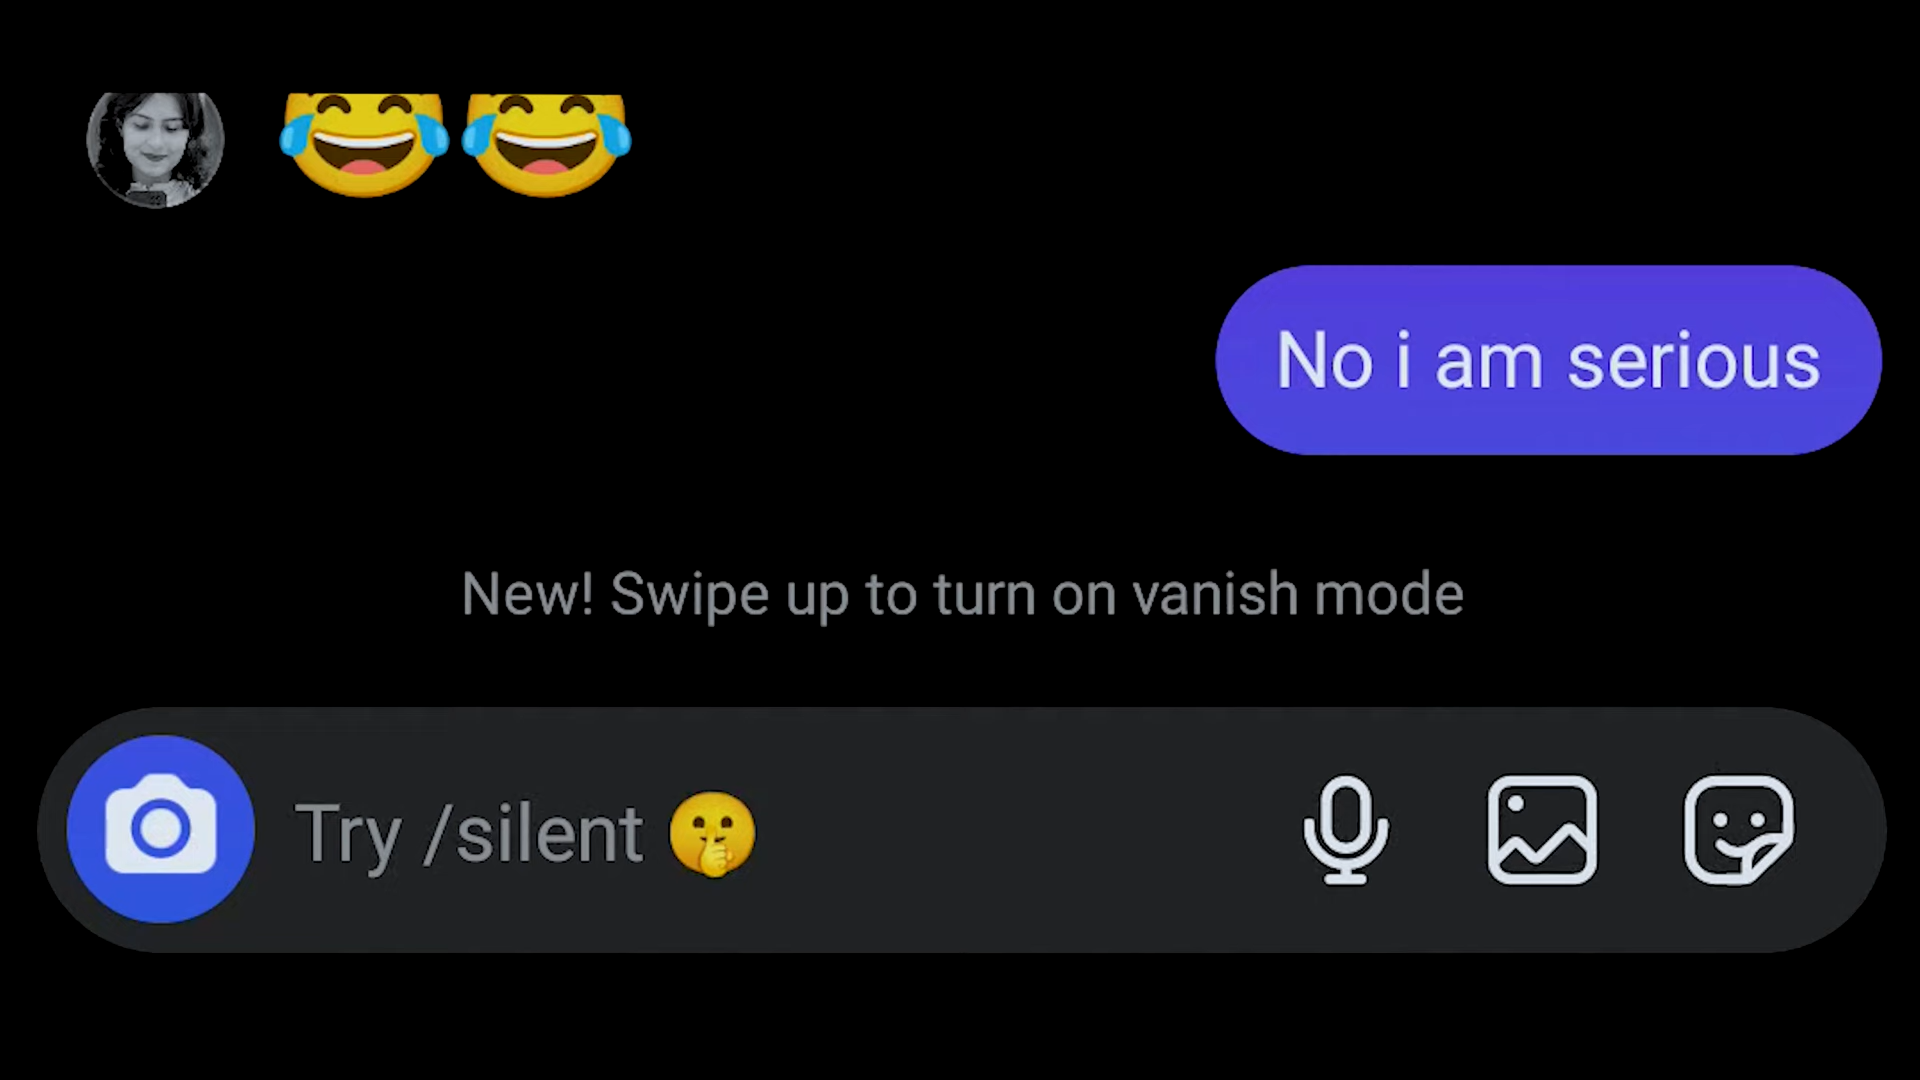 😂😂
No i am serious
New! Swipe up to turn on vanish mode
Try /silent 🤫